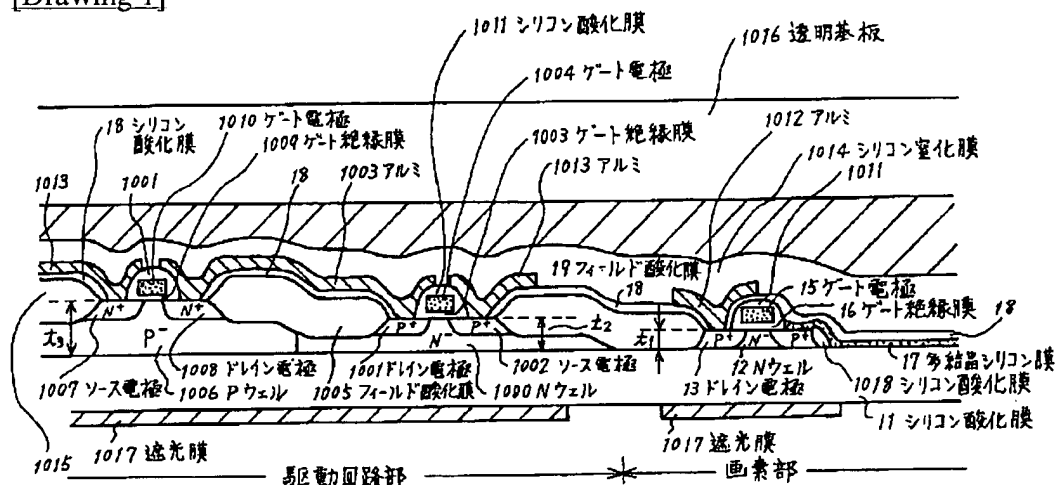 [Drawing 1]
1011 シリコン酸化膜
1016 透明基板
1004 ゲート電極
1010 ゲート電極
18 シリコン
酸化膜
1009 ゲート絶縁膜
1003 ゲート絶縁膜
1012 アルミ
1014 シリコン窒化膜
1013
1001
18
1003 アルミ
1013 アルミ
1011
19 フィールド酸化膜
18
15 ゲート電極
16 ゲート絶縁膜
18
N+
N+
P+
P+
P+
P+
t3
P-
N-
t2
t1
17 多結晶シリコン膜
1007 ソース電極
1008 ドレイン電極
1001 ドレイン電極
1002 ソース電極
12 Nウェル
1006 Pウェル
1005 フィールド酸化膜
1000 Nウェル
13 ドレイン電極
1018 シリコン酸化膜
11 シリコン酸化膜
1015
1017 遮光膜
1017 遮光膜
駆動回路部
画素部